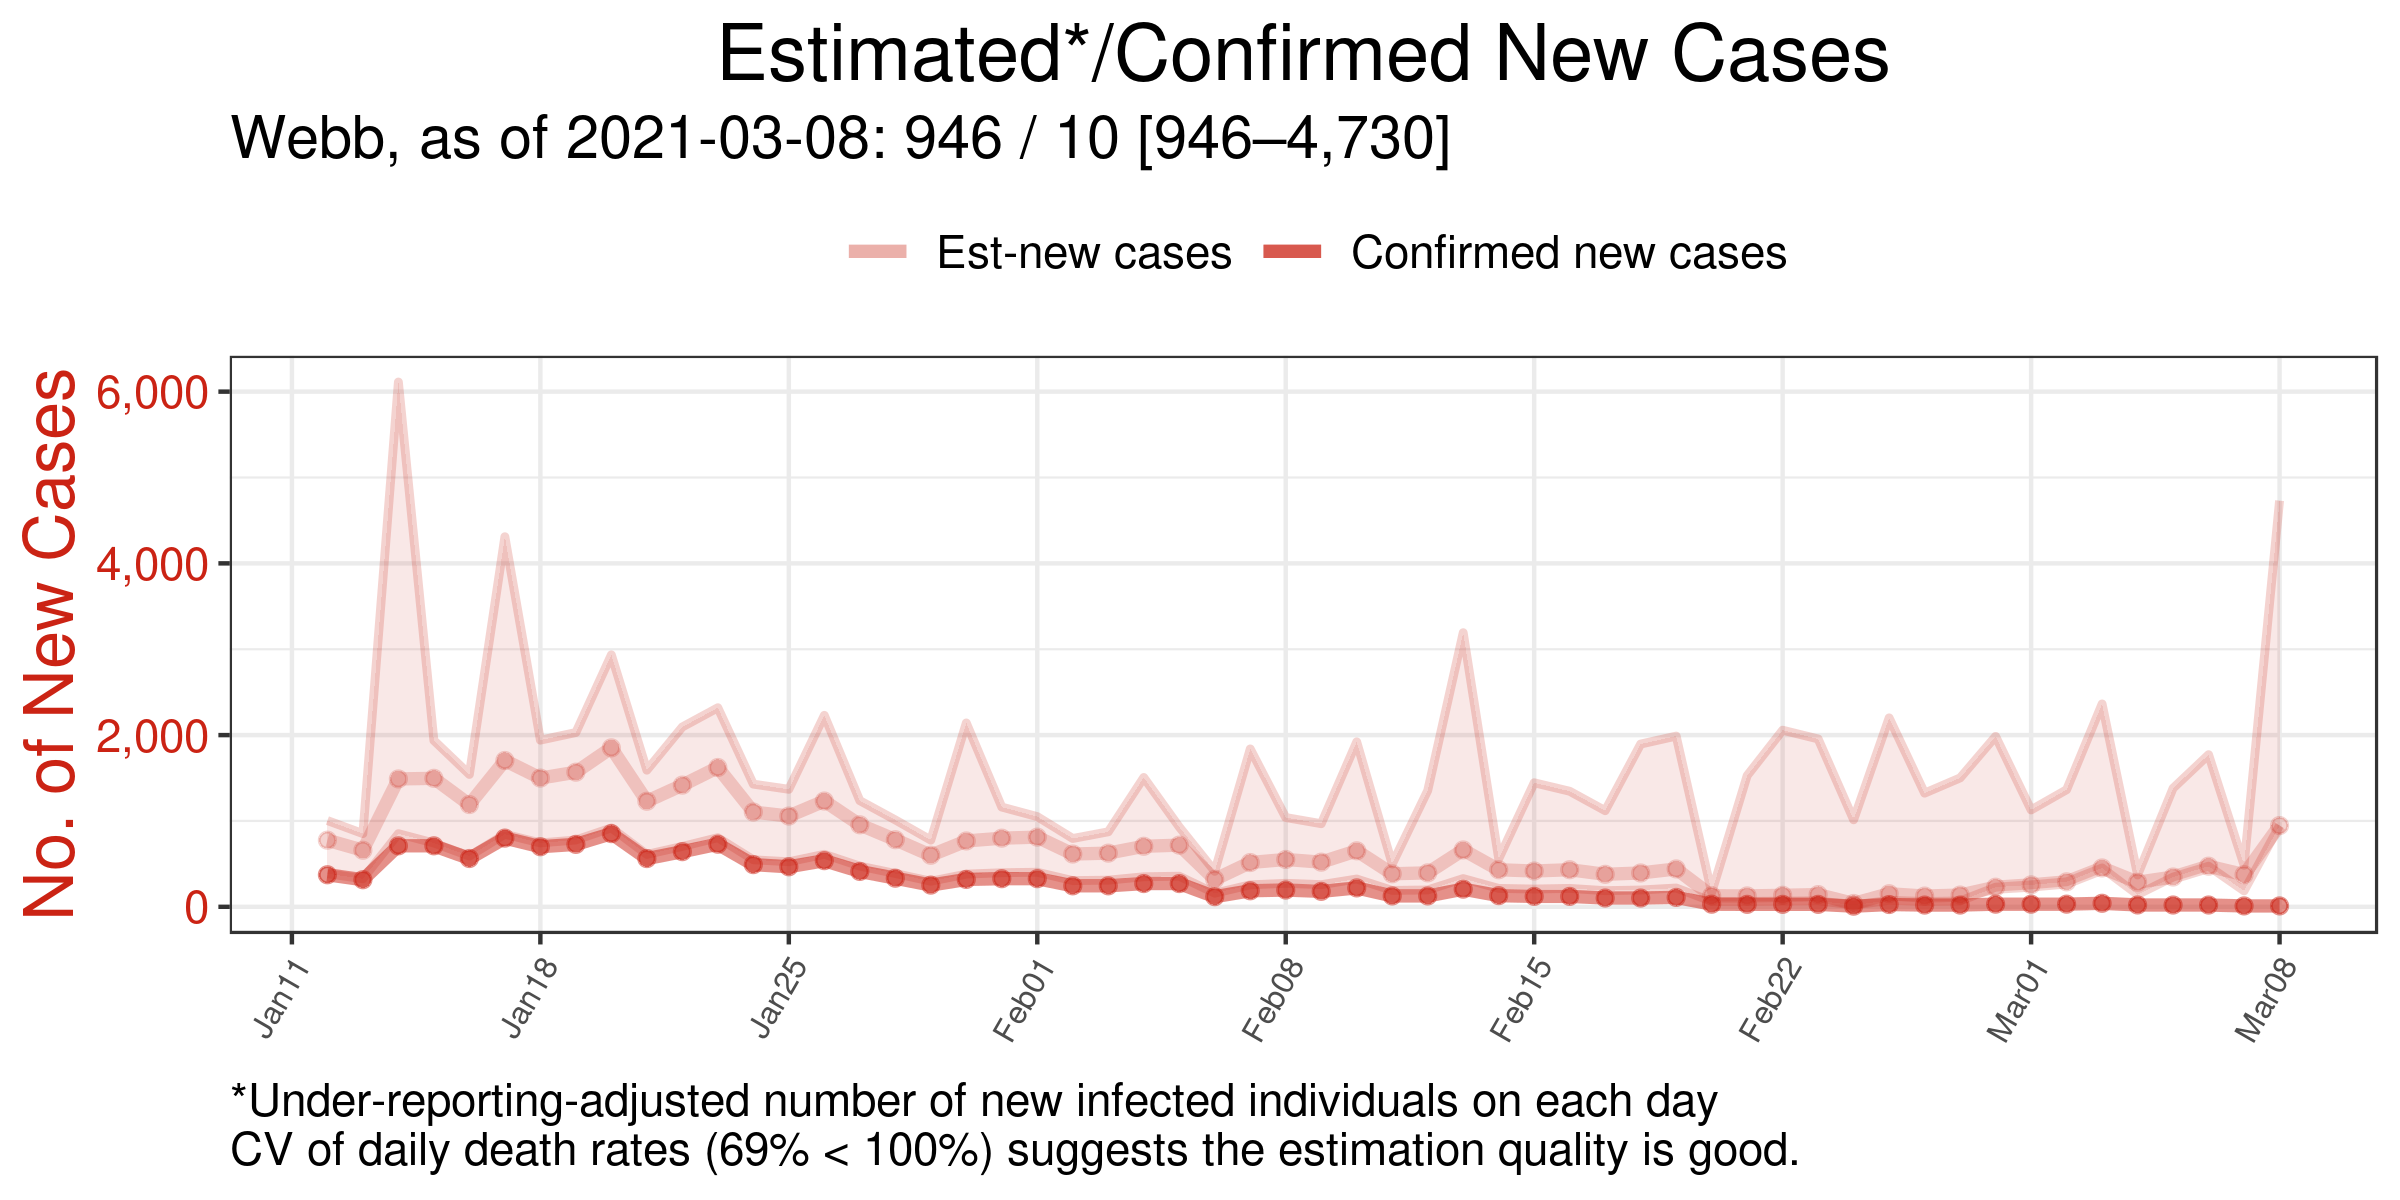 Estimated*/Confirmed New Cases
Webb, as of 2021-03-08: 946 / 10 [946–4,730]
Est-new cases Confirmed new cases
No. of New Cases
6,000
4,000
2,000
0
Jan11 Jan18 Jan25 Feb01 Feb08 Feb15 Feb22 Mar01 Mar08
*Under-reporting-adjusted number of new infected individuals on each day
CV of daily death rates (69% < 100%) suggests the estimation quality is good.